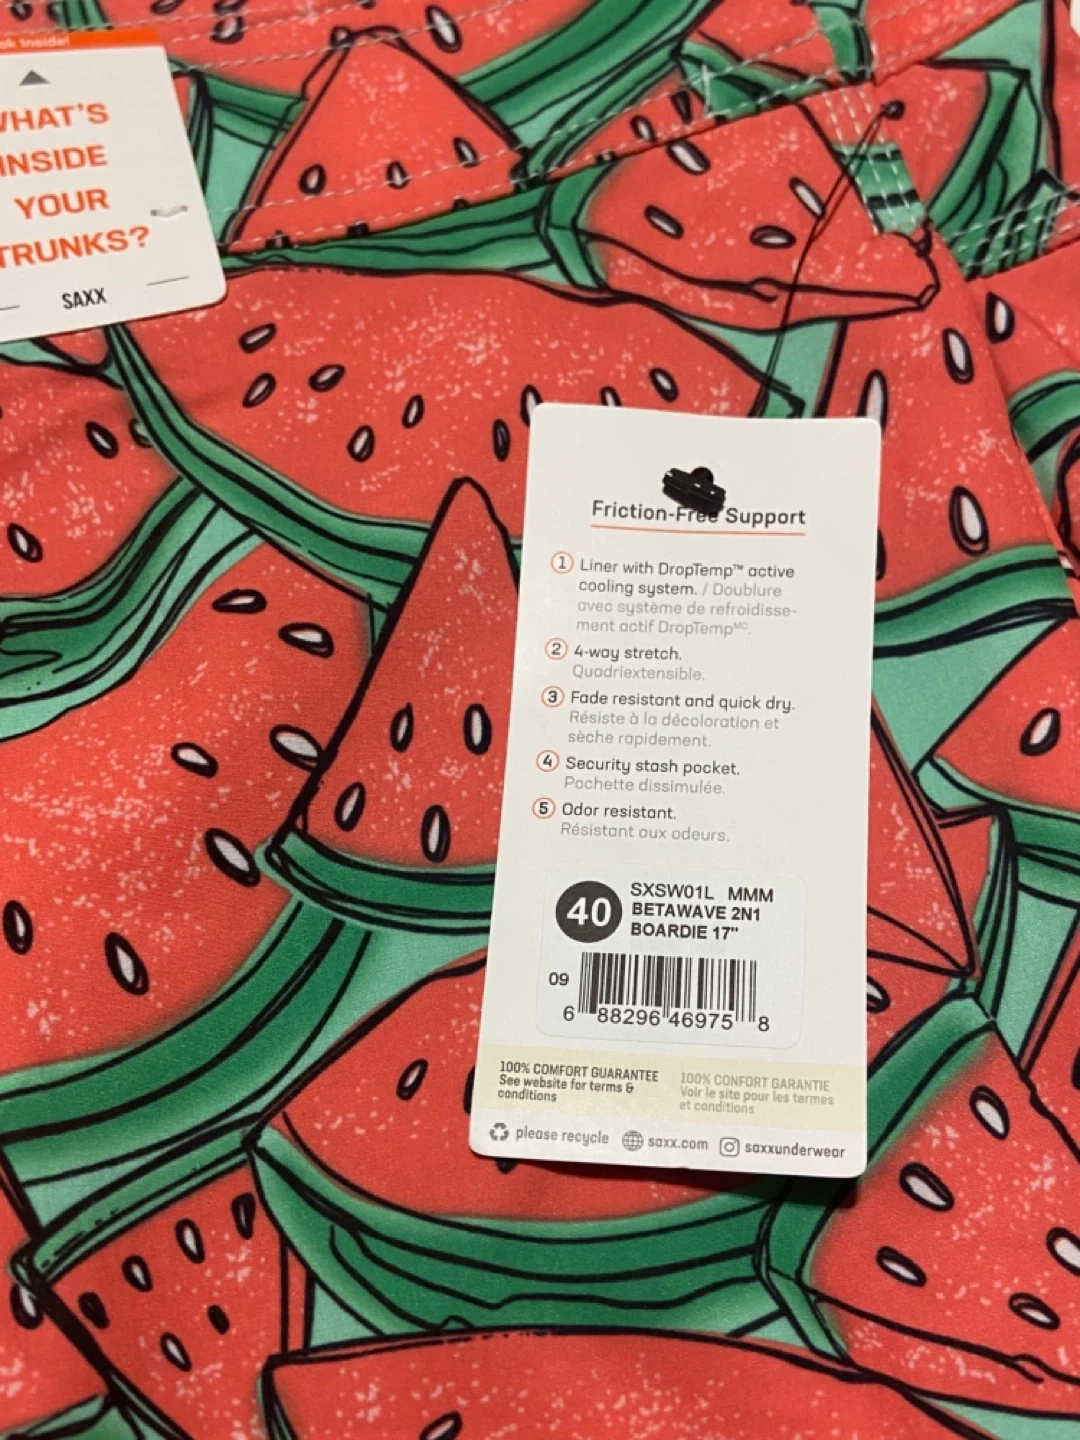 ok Inside!
WHAT'S
INSIDE
YOUR
TRUNKS?
SAXX
Friction-Free Support
1 Liner with DropTemp™ active
cooling system. / Doublure
avec système de refroidisse-
ment actif DropTempᴹᶜ.
2 4-way stretch.
Quadriextensible.
3 Fade resistant and quick dry.
Résiste à la décoloration et
sèche rapidement.
4 Security stash pocket.
Pochette dissimulée.
5 Odor resistant.
Résistant aux odeurs.
40
SXSW01L MMM
BETAWAVE 2N1
BOARDIE 17"
09
6 88296 46975 8
100% COMFORT GUARANTEE
See website for terms &
conditions
100% CONFORT GARANTIE
Voir le site pour les termes
et conditions
please recycle saxx.com saxxunderwear